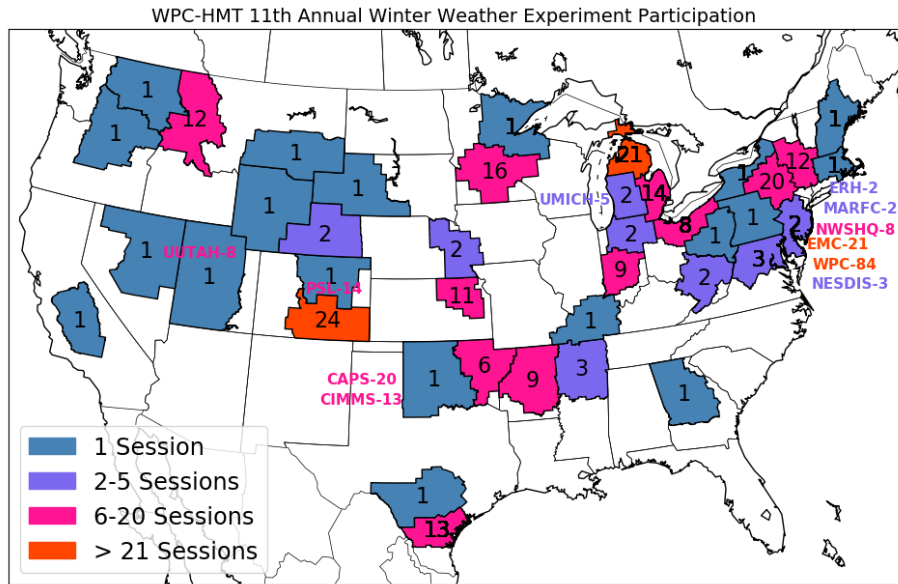 WPC-HMT 11th Annual Winter Weather Experiment Participation
1
12
1
1
1
1
2
1
UUTAH-8
1
1
PSL-14
24
1
1
16
2
11
UMICH-5
21
2
14
2
9
8
1
1
2
3
2
1
20
12
1
1
ERH-2
MARFC-2
NWSHQ-8
EMC-21
WPC-84
NESDIS-3
CAPS-20
CIMMS-13
1
6
9
3
1
1
1
13
1 Session
2-5 Sessions
6-20 Sessions
> 21 Sessions